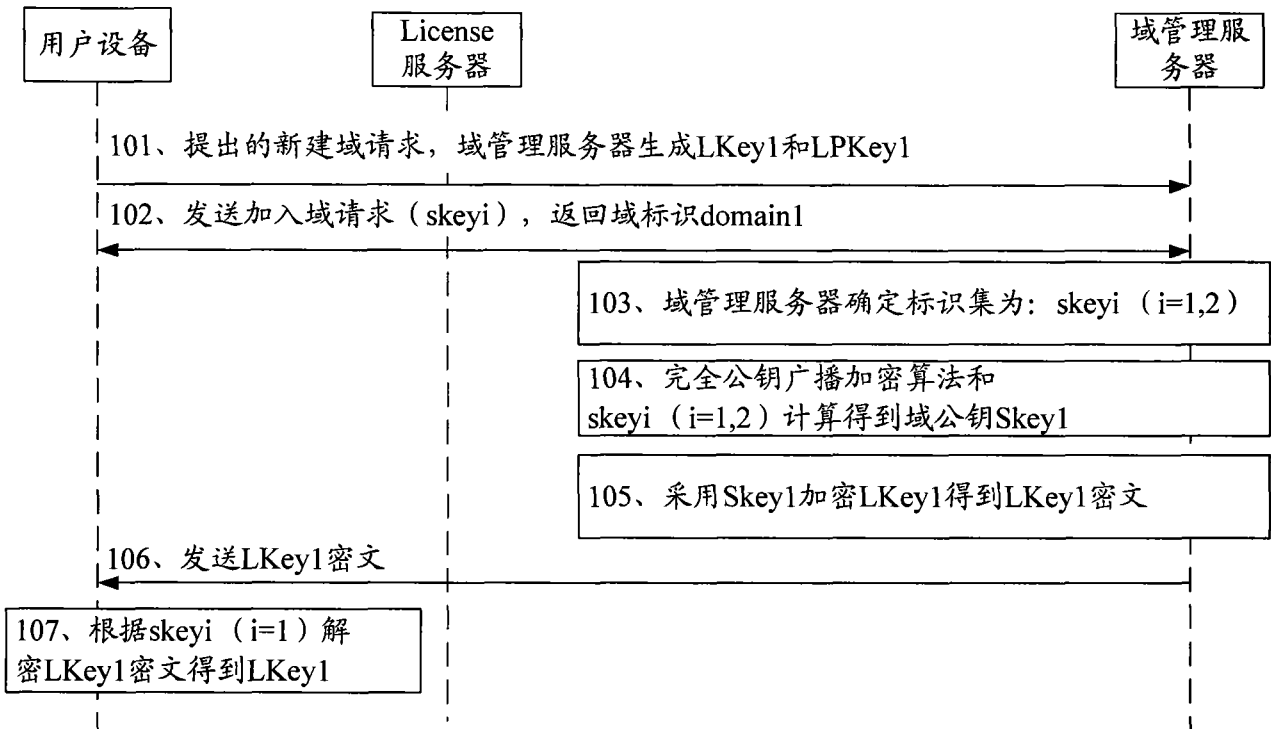 用户设备
License
服务器
域管理服
务器
101、提出的新建域请求，域管理服务器生成LKey1和LPKey1
102、发送加入域请求（skeyi），返回域标识domain1
103、域管理服务器确定标识集为：skeyi （i=1,2）
104、完全公钥广播加密算法和
skeyi （i=1,2）计算得到域公钥Skey1
105、采用Skey1加密LKey1得到LKey1密文
106、发送LKey1密文
107、根据skeyi （i=1）解
密LKey1密文得到LKey1